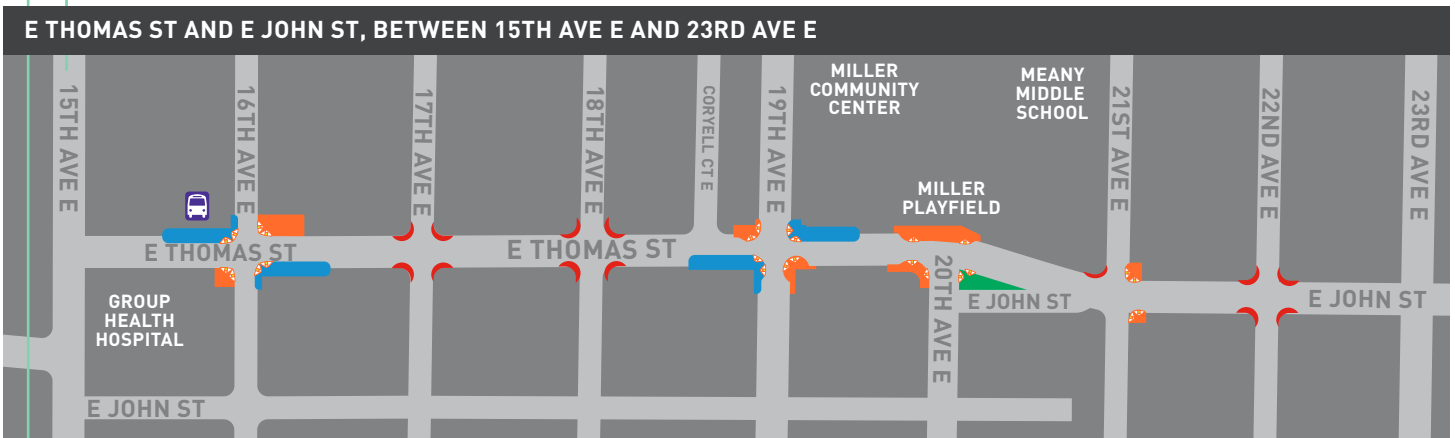 E THOMAS ST AND E JOHN ST, BETWEEN 15TH AVE E AND 23RD AVE E
15TH AVE E
16TH AVE E
17TH AVE E
18TH AVE E
CORYELL CT E
19TH AVE E
MILLER
COMMUNITY
CENTER
MEANY
MIDDLE
SCHOOL
21ST AVE E
22ND AVE E
23RD AVE E
MILLER
PLAYFIELD
E THOMAS ST
E THOMAS ST
20TH AVE E
E JOHN ST
E JOHN ST
GROUP
HEALTH
HOSPITAL
E JOHN ST